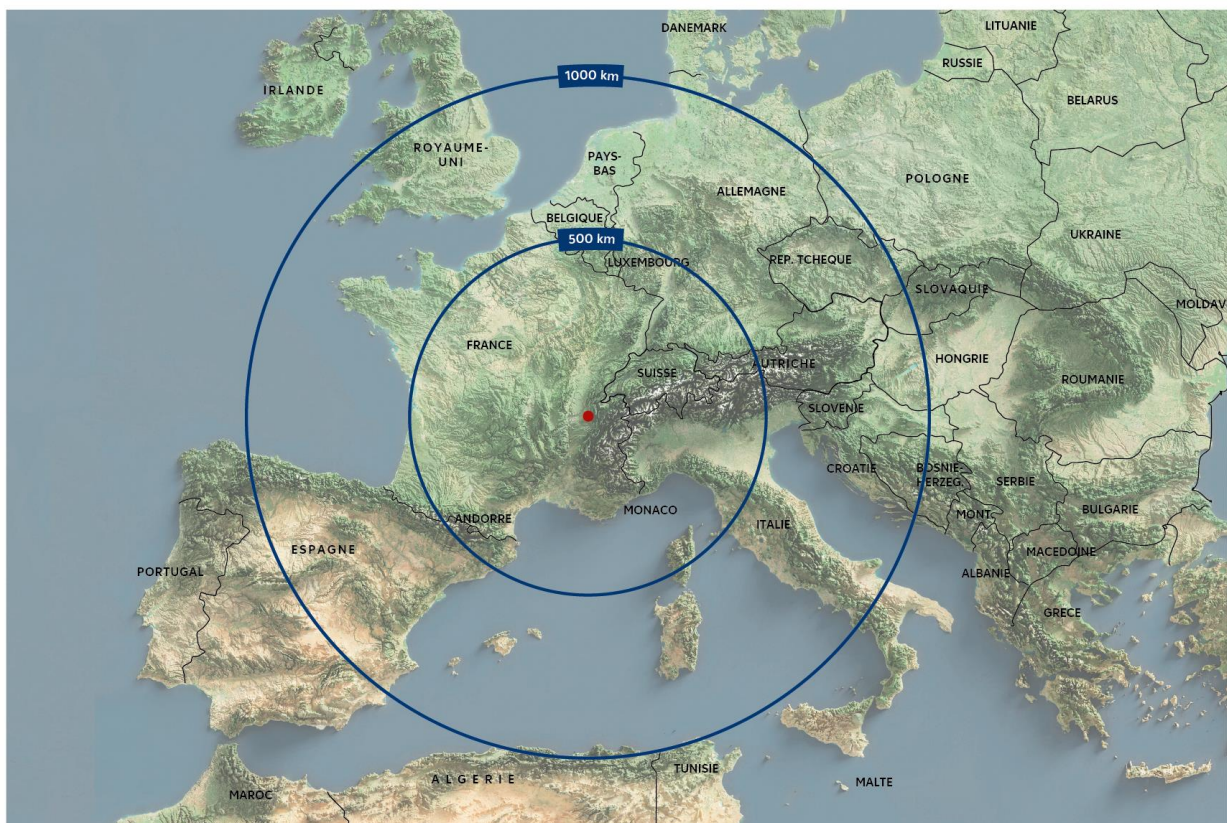 DANEMARK
LITUANIE
RUSSIE
1000 km
IRLANDE
BELARUS
ROYAUME-
UNI
PAYS-
BAS
POLOGNE
ALLEMAGNE
BELGIQUE
UKRAINE
500 km
LUXEMBOURG
REP. TCHEQUE
SLOVAQUIE
MOLDAV
FRANCE
HONGRIE
AUTRICHE
SUISSE
ROUMANIE
SLOVENIE
CROATIE
BOSNIE-
HERZEG.
SERBIE
BULGARIE
MONACO
ANDORRE
MONT.
ITALIE
ESPAGNE
MACEDOINE
PORTUGAL
ALBANIE
GRECE
TUNISIE
ALGERIE
MALTE
MAROC